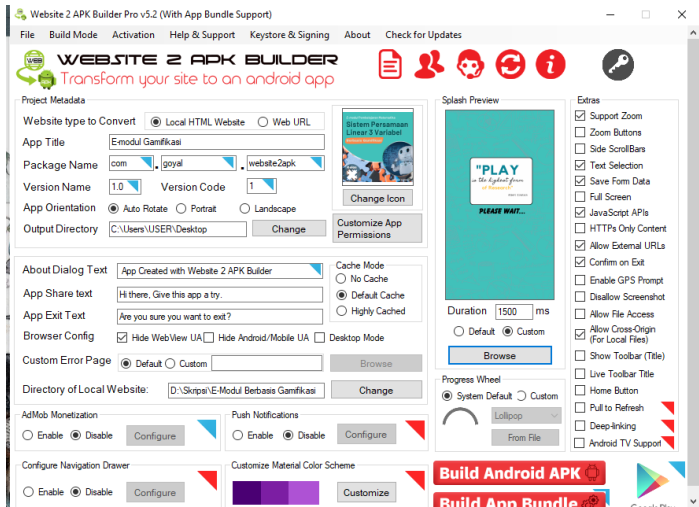 Website 2 APK Builder Pro v5.2 (With App Bundle Support)
File Build Mode Activation Help & Support Keystore & Signing About Check for Updates
WEB
WEBSITE 2 APK BUILDER
Transform your site to an android app
Project Metadata
Website type to Convert Local HTML Website Web URL
App Title E-modul Gamifikasi
Package Name com . goyal . website2apk
Version Name 1.0 Version Code 1
App Orientation Auto Rotate Portrait Landscape
Output Directory C:\Users\USER\Desktop Change
Sistem Persamaan
Linear 3 Variabel
Change Icon
Customize App
Permissions
About Dialog Text App Created with Website 2 APK Builder
App Share text Hi there, Give this app a try.
App Exit Text Are you sure you want to exit?
Cache Mode
No Cache
Default Cache
Highly Cached
Browser Config Hide WebView UA Hide Android/Mobile UA Desktop Mode
Custom Error Page Default Custom Browse
Directory of Local Website: D:\Skripsi\E-Modul Berbasis Gamifikasi Change
AdMob Monetization
Enable Disable Configure
Push Notifications
Enable Disable Configure
Configure Navigation Drawer
Enable Disable Configure
Customize Material Color Scheme
Customize
Splash Preview
"PLAY
is the highest form
of Research"
PLEASE WAIT...
Duration 1500 ms
Default Custom
Browse
Progress Wheel
System Default Custom
Lollipop
From File
Extras
Support Zoom
Zoom Buttons
Side ScrollBars
Text Selection
Save Form Data
Full Screen
JavaScript APIs
HTTPs Only Content
Allow External URLs
Confirm on Exit
Enable GPS Prompt
Disallow Screenshot
Allow File Access
Allow Cross-Origin
(For Local Files)
Show Toolbar (Title)
Live Toolbar Title
Home Button
Pull to Refresh
Deep-linking
Android TV Support
Build Android APK
Build App Bundle
Google Play